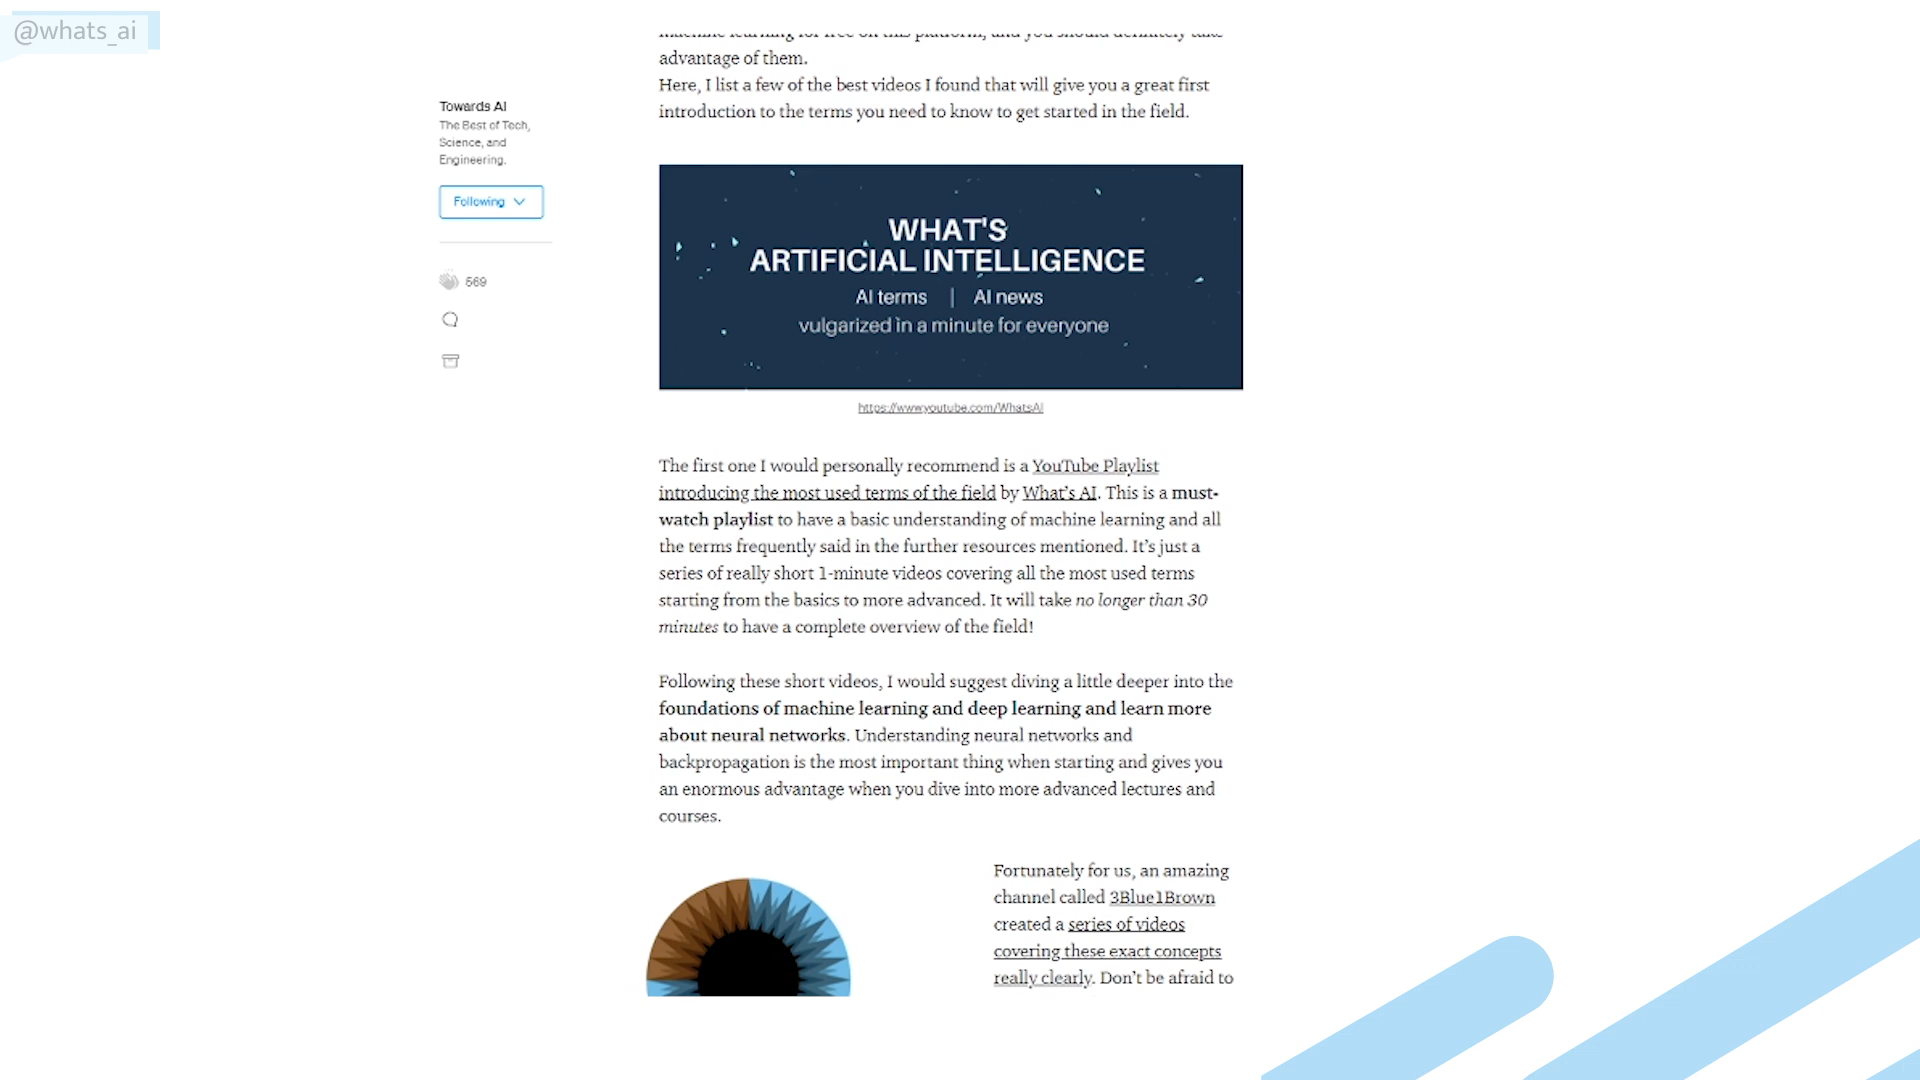 @whats_ai
machine learning for free on this platform, and you should definitely take
advantage of them.
Here, I list a few of the best videos I found that will give you a great first
introduction to the terms you need to know to get started in the field.
Towards AI
The Best of Tech,
Science, and
Engineering.
Following
569
WHAT'S
ARTIFICIAL INTELLIGENCE
AI terms | AI news
vulgarized in a minute for everyone
https://www.youtube.com/WhatsAI
The first one I would personally recommend is a YouTube Playlist
introducing the most used terms of the field by What's AI. This is a must-
watch playlist to have a basic understanding of machine learning and all
the terms frequently said in the further resources mentioned. It's just a
series of really short 1-minute videos covering all the most used terms
starting from the basics to more advanced. It will take no longer than 30
minutes to have a complete overview of the field!
Following these short videos, I would suggest diving a little deeper into the
foundations of machine learning and deep learning and learn more
about neural networks. Understanding neural networks and
backpropagation is the most important thing when starting and gives you
an enormous advantage when you dive into more advanced lectures and
courses.
Fortunately for us, an amazing
channel called 3Blue1Brown
created a series of videos
covering these exact concepts
really clearly. Don't be afraid to